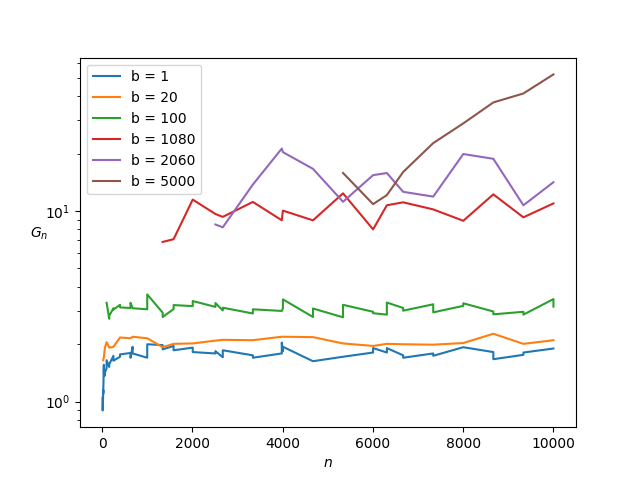 b = 1
b = 20
b = 100
b = 1080
b = 2060
b = 5000
10¹
10⁰
Gₙ
0 2000 4000 6000 8000 10000
n